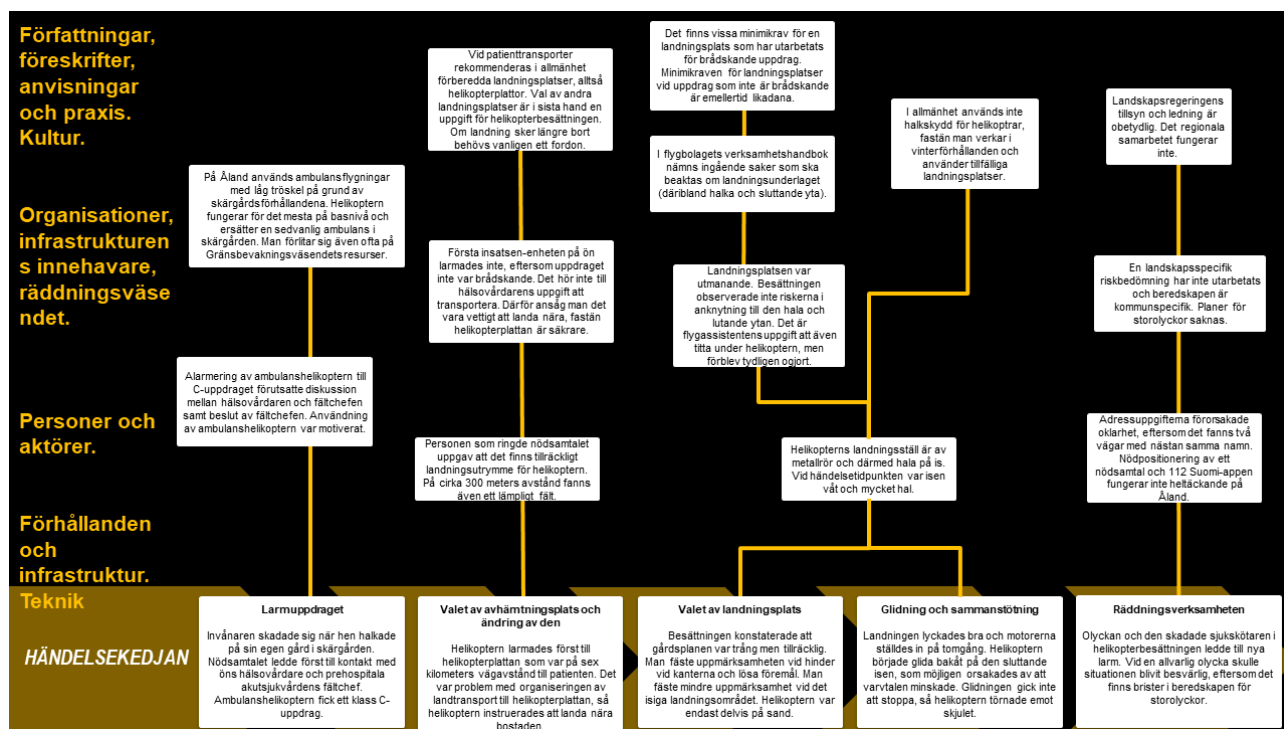 Författningar,
föreskrifter,
anvisningar
och praxis.
Kultur.
Organisationer,
infrastrukturen
s innehavare,
räddningsväse
ndet.
Personer och
aktörer.
Förhållanden
och
infrastruktur.
Teknik
HÄNDELSEKEDJAN
På Åland används ambulansflygningar
med låg tröskel på grund av
skärgårdsförhållandena. Helikoptern
fungerar för det mesta på basnivå och
ersätter en sedvanlig ambulans i
skärgården. Man förlitar sig även ofta på
Gränsbevakningsväsendets resurser.
Alarmering av ambulanshelikoptern till
C-uppdraget förutsatte diskussion
mellan hälsovårdaren och fältchefen
samt beslut av fältchefen. Användning
av ambulanshelikoptern var motiverat.
Larmuppdraget
Invånaren skadade sig när hen halkade
på sin egen gård i skärgården.
Nödsamtalet ledde först till kontakt med
öns hälsovårdare och prehospitala
akutsjukvårdens fältchef.
Ambulanshelikoptern fick ett klass C-
uppdrag.
Vid patienttransporter
rekommenderas i allmänhet
förberedda landningsplatser, alltså
helikopterplattor. Val av andra
landningsplatser är i sista hand en
uppgift för helikopterbesättningen.
Om landning sker längre bort
behövs vanligen ett fordon.
Första insatsen-enheten på ön
larmades inte, eftersom uppdraget
inte var brådskande. Det hör inte till
hälsovårdarens uppgift att
transportera. Därför ansåg man det
vara vettigt att landa nära, fastän
helikopterplattan är säkrare.
Personen som ringde nödsamtalet
uppgav att det finns tillräckligt
landningsutrymme för helikoptern.
På cirka 300 meters avstånd fanns
även ett lämpligt fält.
Valet av avhämtningsplats och
ändring av den
Helikoptern larmades först till
helikopterplattan som var på sex
kilometers vägavstånd till patienten. Det
var problem med organiseringen av
landtransport till helikopterplattan, så
helikoptern instruerades att landa nära
bostaden.
Det finns vissa minimikrav för en
landningsplats som har utarbetats
för brådskande uppdrag.
Minimikraven för landningsplatser
vid uppdrag som inte är brådskande
är emellertid likadana.
I flygbolagets verksamhetshandbok
nämns ingående saker som ska
beaktas om landningsunderlaget
(däribland halka och sluttande yta).
Landningsplatsen var
utmanande. Besättningen
observerade inte riskerna i
anknytning till den hala och
lutande ytan. Det är
flygassistentens uppgift att även
titta under helikoptern, men
förblev tydligen ogjort.
Valet av landningsplats
Besättningen konstaterade att
gårdsplanen var trång men tillräcklig.
Man fäste uppmärksamheten vid hinder
vid kanterna och lösa föremål. Man
fäste mindre uppmärksamhet vid det
isiga landningsområdet. Helikoptern var
endast delvis på sand.
I allmänhet används inte
halkskydd för helikoptrar,
fastän man verkar i
vinterförhållanden och
använder tillfälliga
landningsplatser.
Helikopterns landningsställ är av
metallrör och därmed hala på is.
Vid händelsetidpunkten var isen
våt och mycket hal.
Glidning och sammanstötning
Landningen lyckades bra och motorerna
ställdes in på tomgång. Helikoptern
började glida bakåt på den sluttande
isen, som möjligen orsakades av att
varvtalen minskade. Glidningen gick inte
att stoppa, så helikoptern törnade emot
skjulet.
Landskapsregeringens
tillsyn och ledning är
obetydlig. Det regionala
samarbetet fungerar
inte.
En landskapsspecifik
riskbedömning har inte utarbetats
och beredskapen är
kommunspecifik. Planer för
storolyckor saknas.
Adressuppgifterna förorsakade
oklarhet, eftersom det fanns två
vägar med nästan samma namn.
Nödpositionering av ett
nödsamtal och 112 Suomi-appen
fungerar inte heltäckande på
Åland.
Räddningsverksamheten
Olyckan och den skadade sjukskötaren i
helikopterbesättningen ledde till nya
larm. Vid en allvarlig olycka skulle
situationen blivit besvärlig, eftersom det
finns brister i beredskapen för
storolyckor.